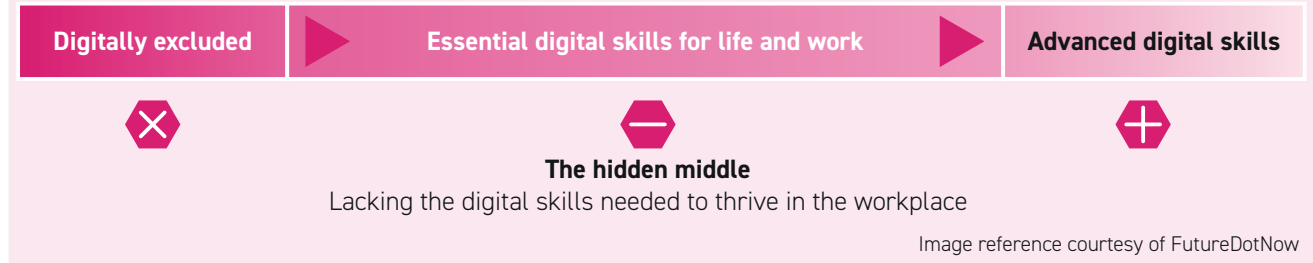 Digitally excluded
Essential digital skills for life and work
Advanced digital skills
The hidden middle
Lacking the digital skills needed to thrive in the workplace
Image reference courtesy of FutureDotNow